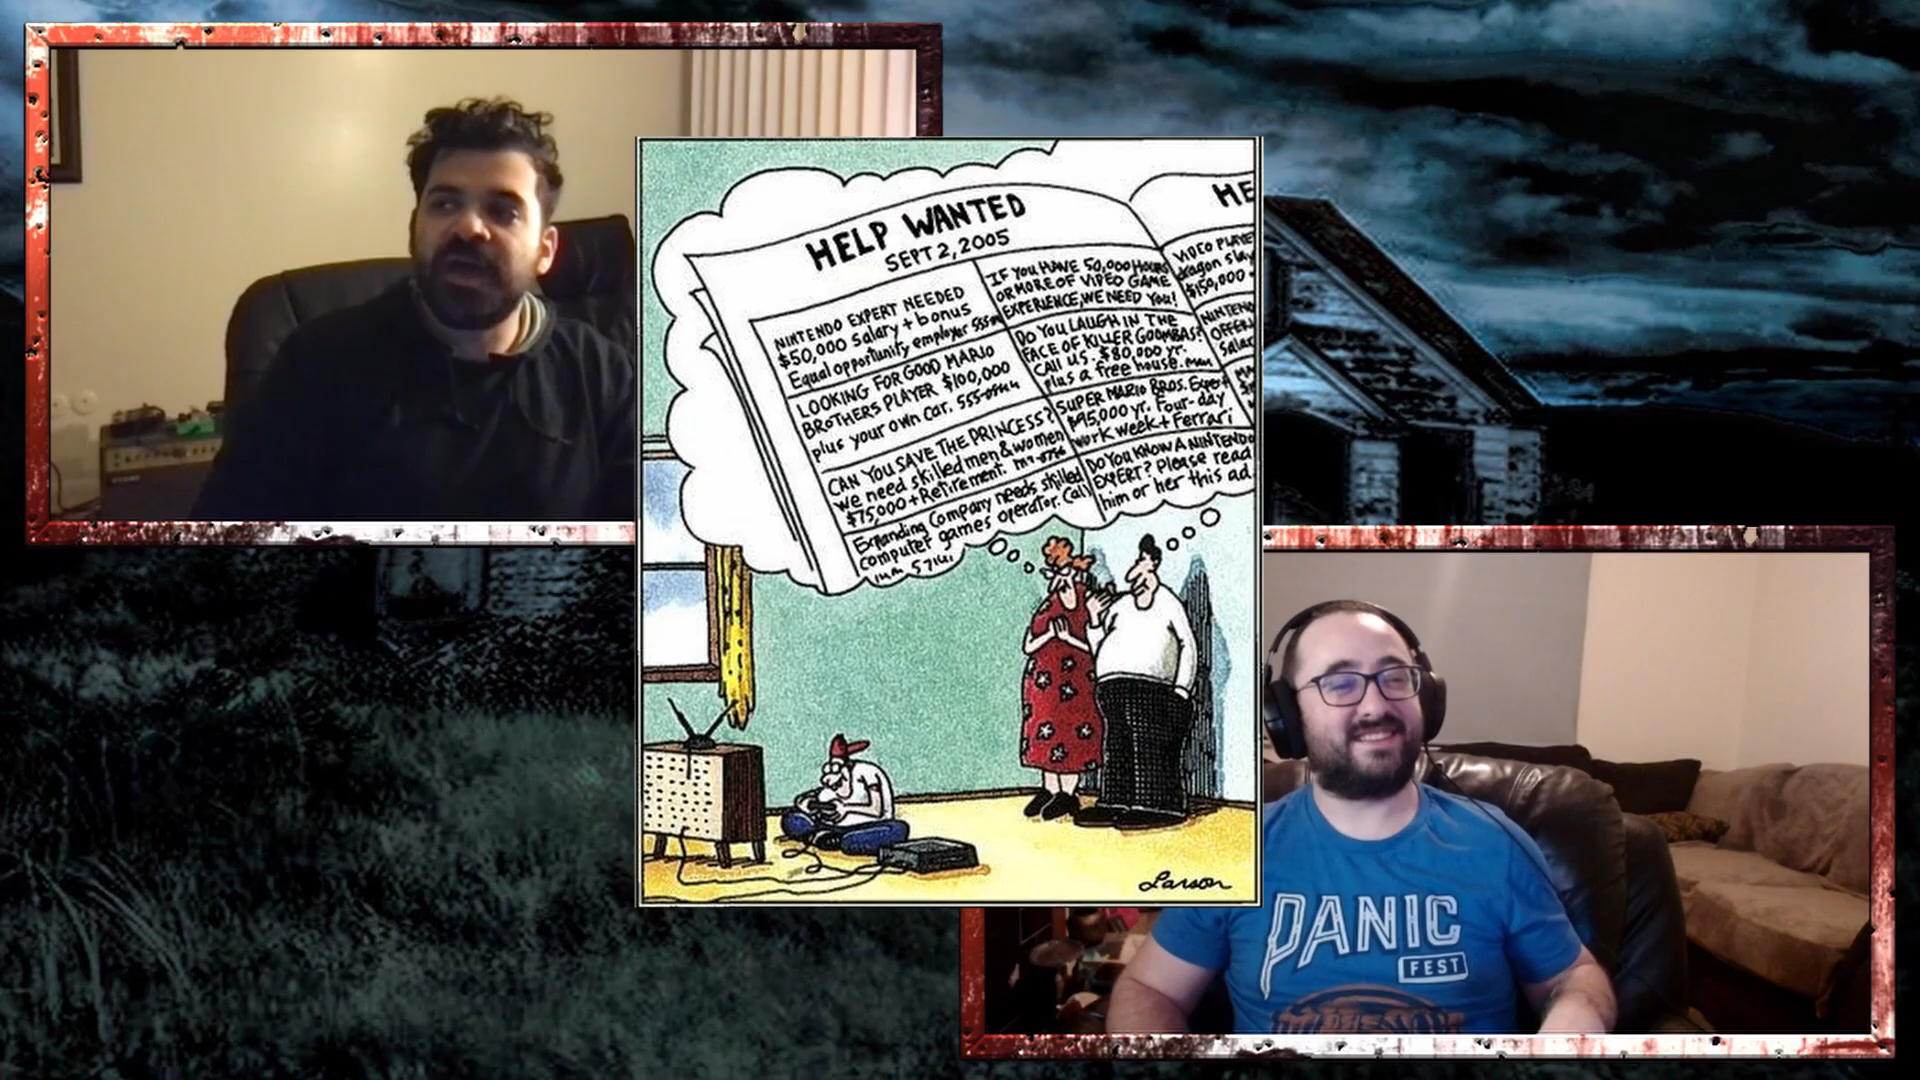 HELP WANTED
SEPT 2, 2005
NINTENDO EXPERT NEEDED
$50,000 salary + bonus
Equal opportunity employer
LOOKING FOR GOOD MARIO
BROTHERS PLAYER $100,000
plus your own car.
CAN YOU SAVE THE PRINCESS?
we need skilled men & women
$75,000 + Retirement.
Expanding Company needs skilled
computer games operator. Call
IF YOU HAVE 50,000 HOURS
OR MORE OF VIDEO GAME
EXPERIENCE, WE NEED YOU!
DO YOU LAUGH IN THE
FACE OF KILLER GOOMBAS?
CALL US. $80,000 yr.
plus a free house.
SUPER MARIO BROS. Expert
$95,000 yr. Four-day
work week + Ferrari
DO YOU KNOW A NINTENDO
EXPERT? Please read
him or her this ad
HE
VIDEO PLAYE
dragon slay
$150,000
NINTEND
OFFER
salar
Larson
PANIC
FEST